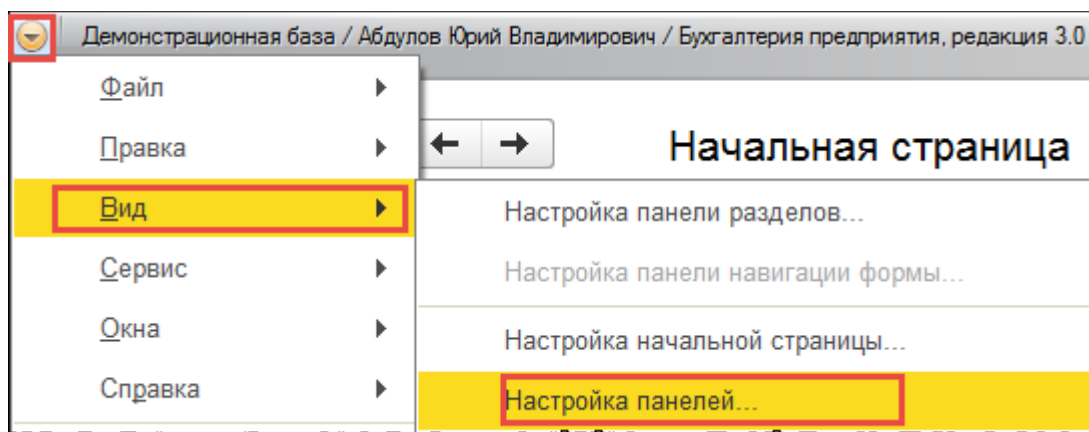 Демонстрационная база / Абдулов Юрий Владимирович / Бухгалтерия предприятия, редакция 3.0
Файл
Правка
Начальная страница
Вид
Настройка панели разделов...
Сервис
Настройка панели навигации формы...
Окна
Настройка начальной страницы...
Справка
Настройка панелей...